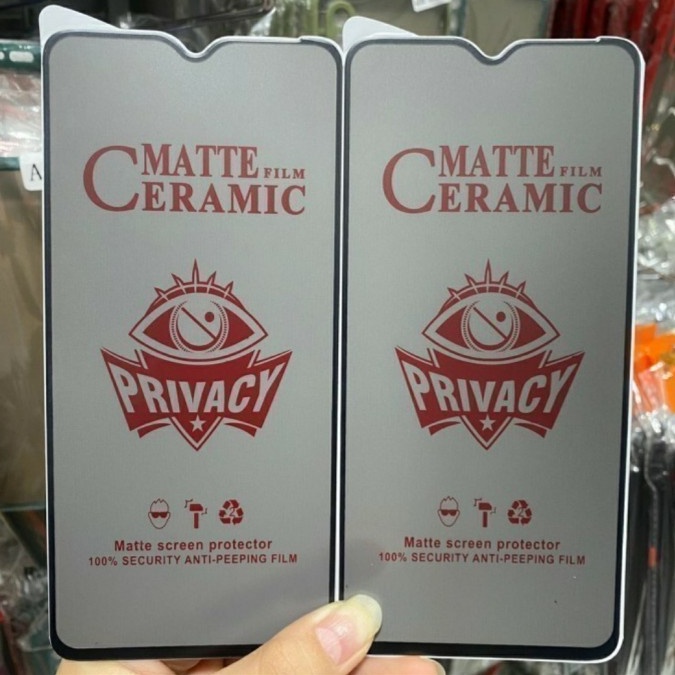 MATTE FILM
CERAMIC
PRIVACY
Matte screen protector
100% SECURITY ANTI-PEEPING FILM
MATTE FILM
CERAMIC
PRIVACY
Matte screen protector
100% SECURITY ANTI-PEEPING FILM
A